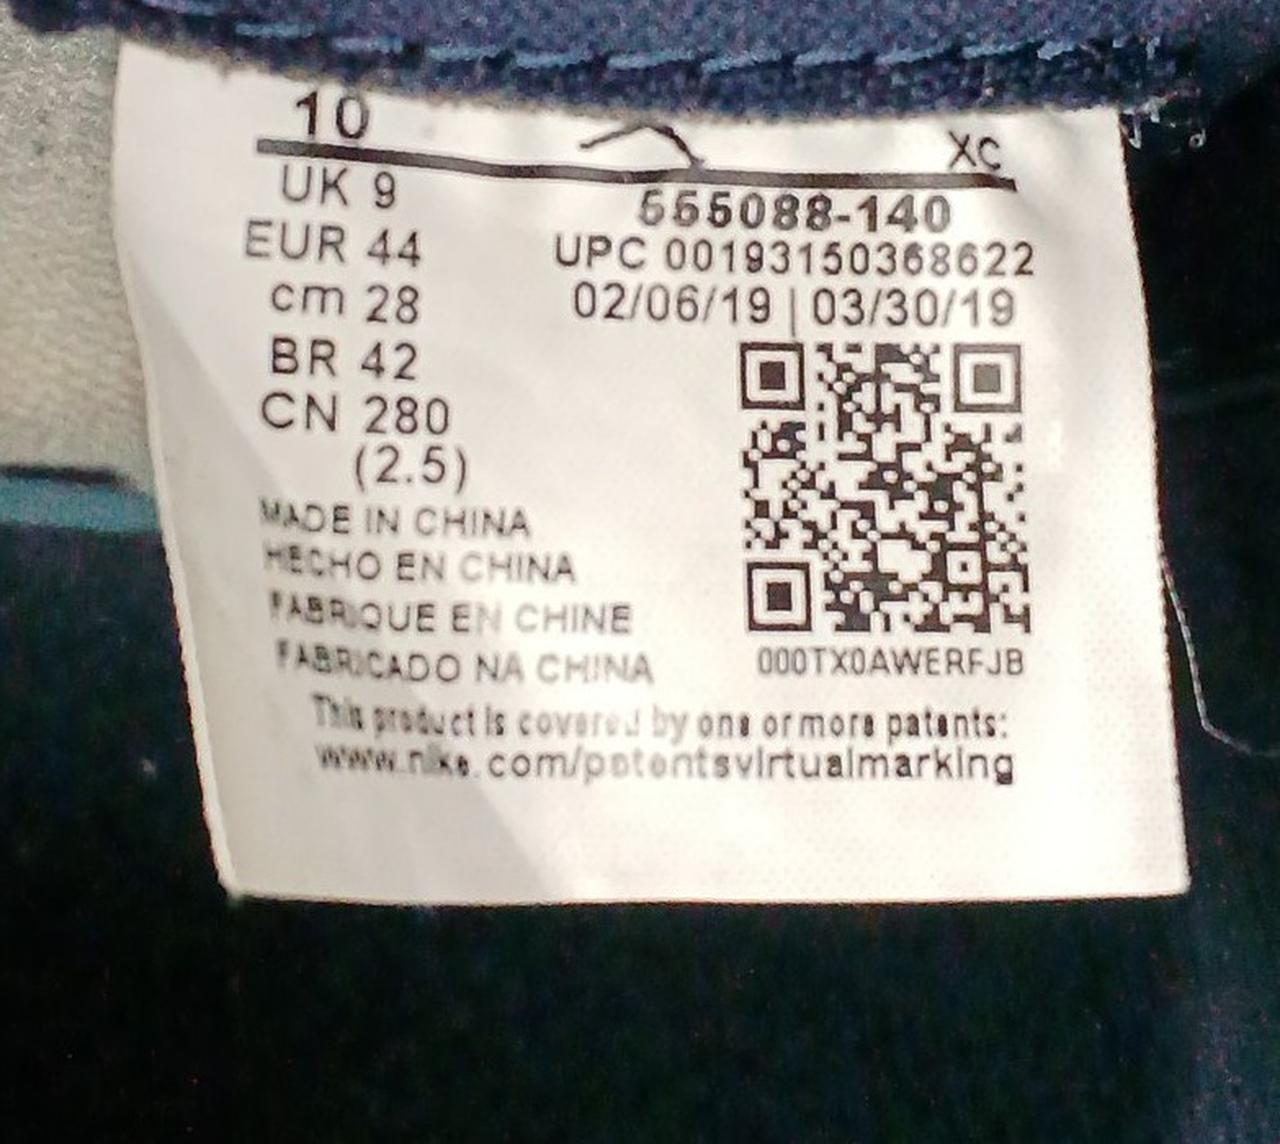 10 XC
UK 9 555088-140
EUR 44 UPC 00193150368622
cm 28 02/06/19 | 03/30/19
BR 42
CN 280
(2.5)
MADE IN CHINA
HECHO EN CHINA
FABRIQUE EN CHINE
FABRICADO NA CHINA 000TX0AWERFJB
This product is covered by one or more patents:
www.nike.com/patentsvirtualmarking